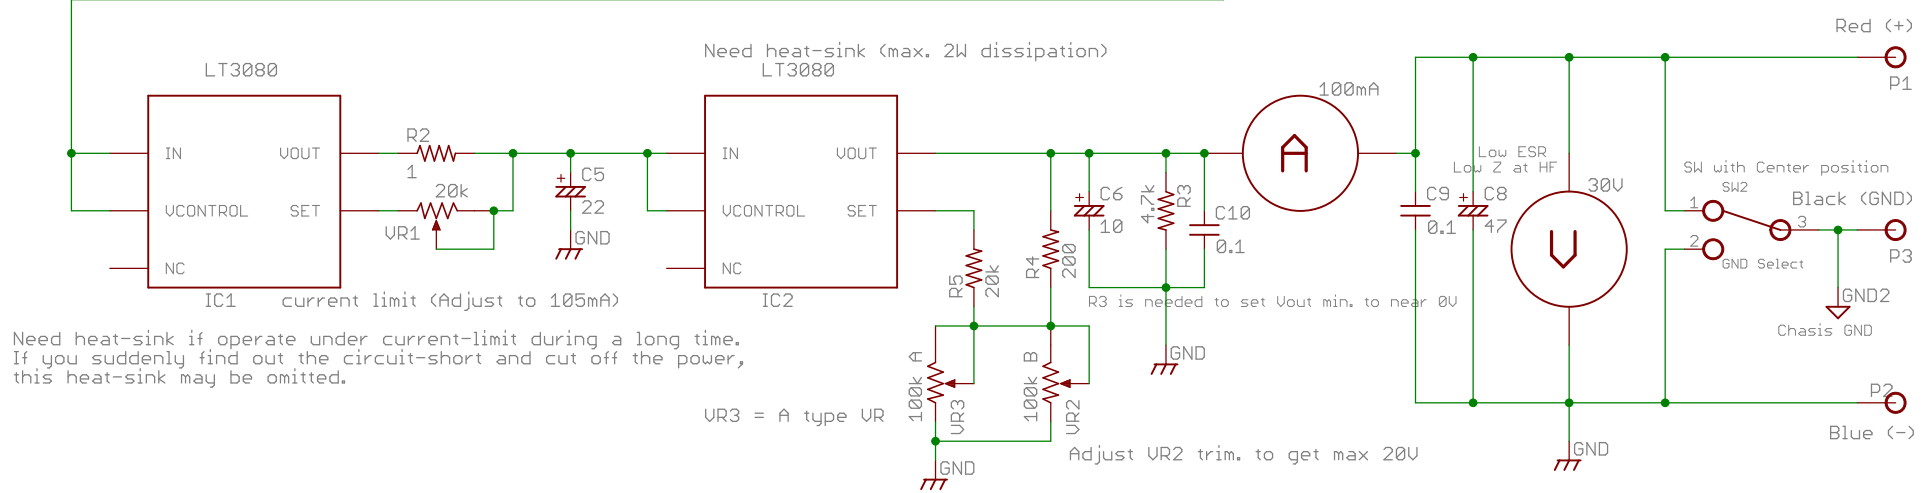 Red (+)
P1
Need heat-sink (max. 2W dissipation)
LT3080
LT3080
100mA
A
IN
VOUT
VCONTROL
SET
NC
IC1
R2
1
20k
VR1
C5
22
GND
current limit (Adjust to 105mA)
IN
VOUT
VCONTROL
SET
NC
IC2
R5
20k
R4
200
C6
10
4.7k
R3
C10
0.1
C9
0.1
Low ESR
Low Z at HF
C8
47
30V
V
SW with Center position
SW2
1
2
3
GND Select
Black (GND)
P3
GND2
Chasis GND
R3 is needed to set Vout min. to near 0V
GND
Need heat-sink if operate under current-limit during a long time.
If you suddenly find out the circuit-short and cut off the power,
this heat-sink may be omitted.
100k A
VR3
100k B
VR2
VR3 = A type VR
GND
Adjust VR2 trim. to get max 20V
GND
P2
Blue (-)